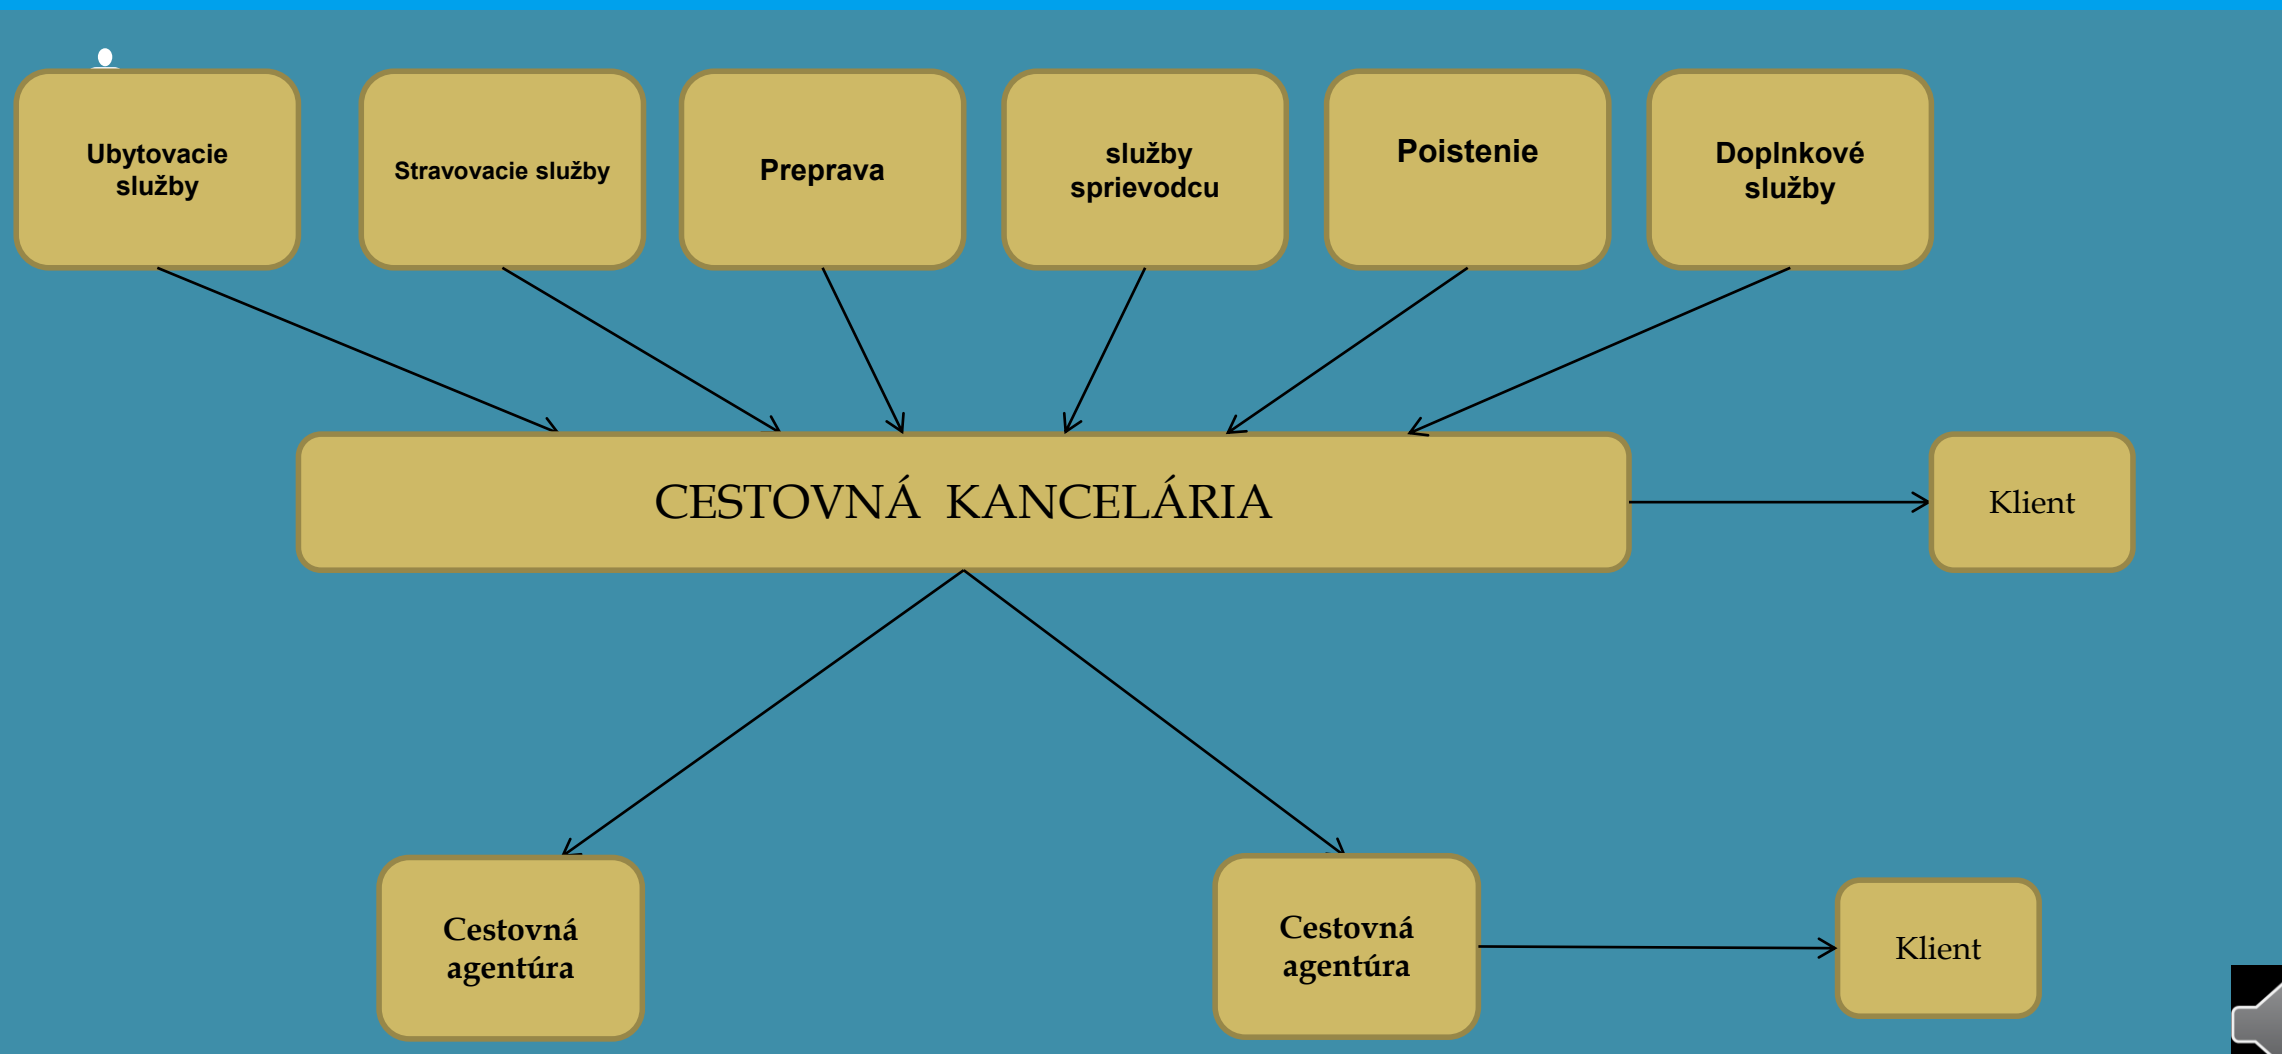 Ubytovacie
služby
Stravovacie služby
Preprava
služby
sprievodcu
Poistenie
Doplnkové
služby
CESTOVNÁ KANCELÁRIA
Klient
Cestovná
agentúra
Cestovná
agentúra
Klient